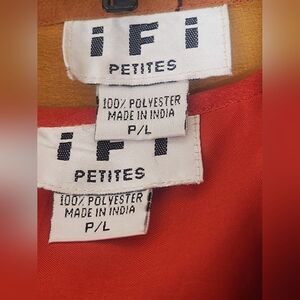 iFi
PETITES
100% POLYESTER
MADE IN INDIA
P/L
iFi
PETITES
100% POLYESTER
MADE IN INDIA
P/L